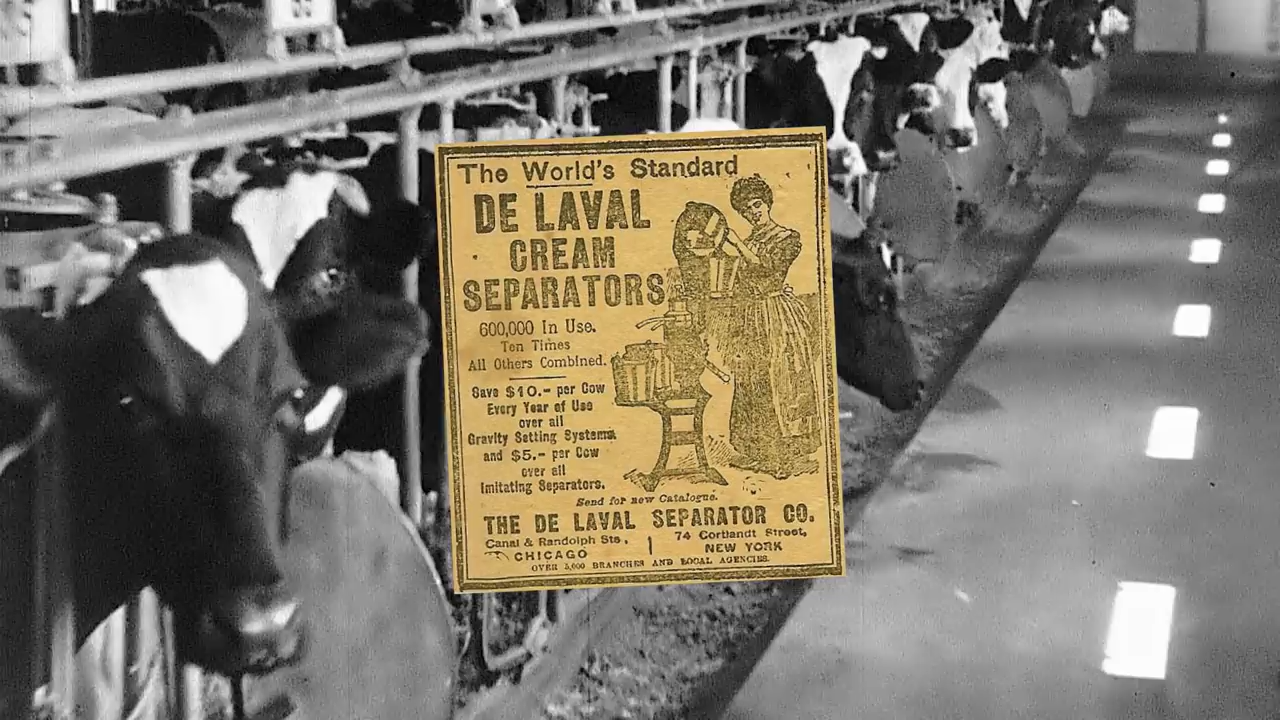 The World's Standard
DE LAVAL
CREAM
SEPARATORS
600,000 In Use.
Ten Times
All Others Combined.
Save $10.- per Cow
Every Year of Use
over all
Gravity Setting Systems
and $5.- per Cow
over all
Imitating Separators.
Send for new Catalogue.
THE DE LAVAL SEPARATOR CO.
Canal & Randolph Sts., 74 Cortlandt Street,
CHICAGO NEW YORK
OVER 5,000 BRANCHES AND LOCAL AGENCIES.